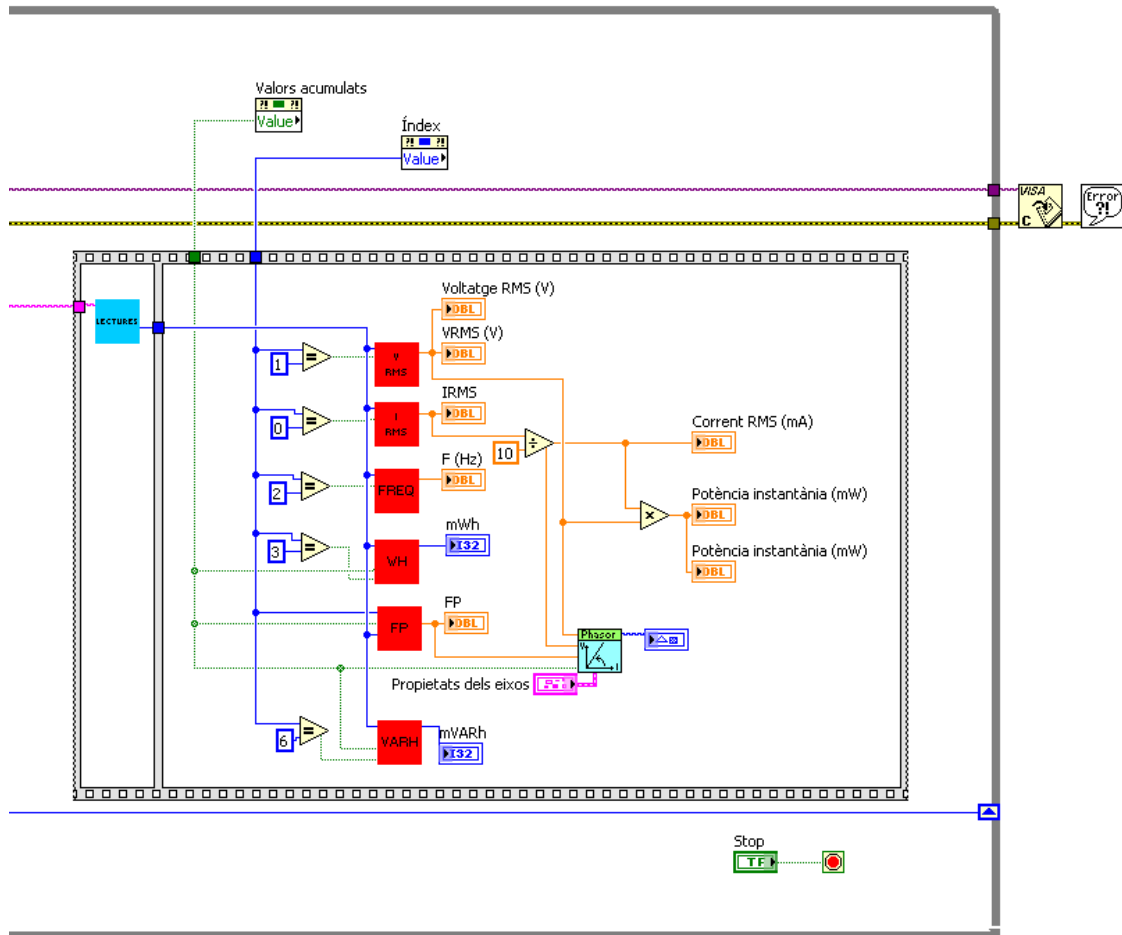 Valors acumulats
?! ?!
Value
Índex
?! ?!
Value
VISA
C
Error
?!
LECTURES
Voltatge RMS (V)
DBL
VRMS (V)
DBL
1
=
V
RMS
IRMS
DBL
0
=
I
RMS
10
÷
Corrent RMS (mA)
DBL
F (Hz)
DBL
2
=
FREQ
Potència instantània (mW)
DBL
×
mWh
I32
3
=
WH
Potència instantània (mW)
DBL
FP
DBL
FP
Phasor
V
I
Propietats dels eixos
6
=
VARH
mVARh
I32
Stop
TF